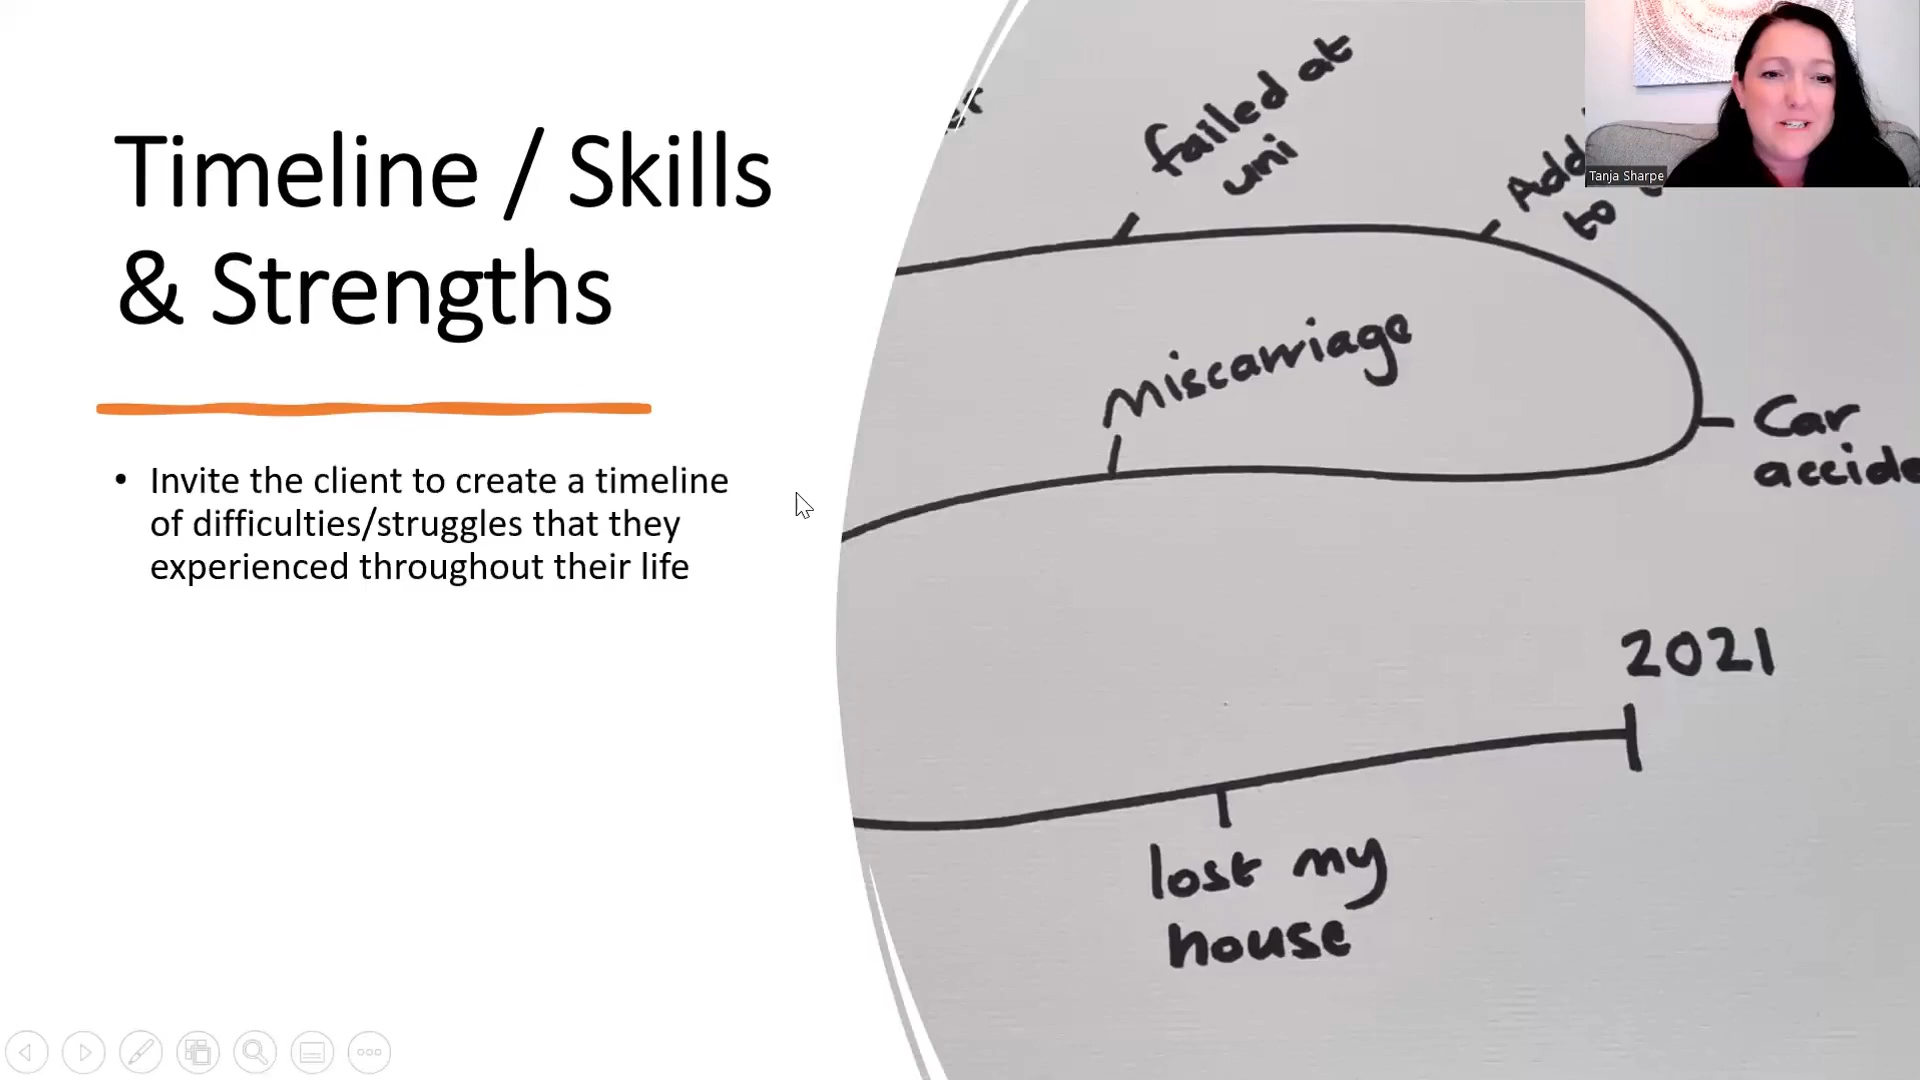 Timeline / Skills
& Strengths
• Invite the client to create a timeline
of difficulties/struggles that they
experienced throughout their life
failed at
uni
to
miscarriage
Car
2021
lost my
house
Tanja Sharpe